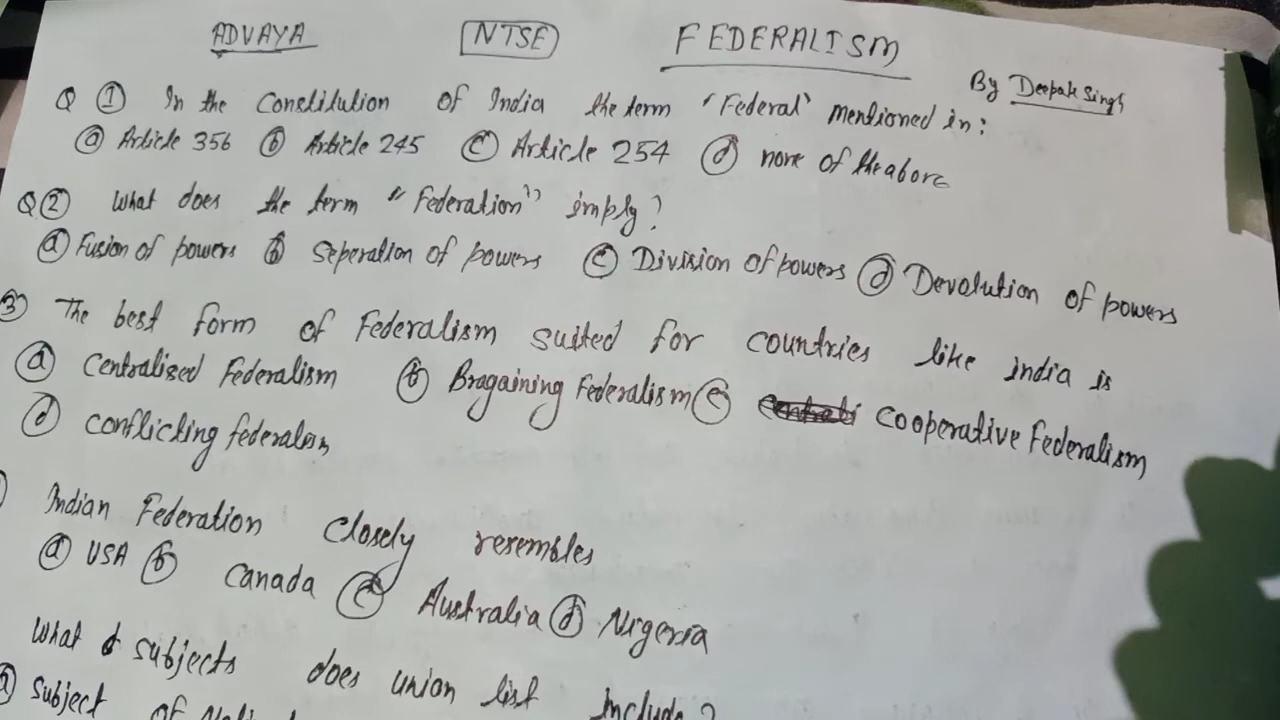 ADVAYA NTSE FEDERALISM
By Deepak Singh
Q ① In the Constitution of India the term "Federal" mentioned in:
ⓐ Article 356 ⓑ Article 245 ⓒ Article 254 ⓓ none of the above
Q② What does the term "Federation" imply?
ⓐ Fusion of powers ⓑ Seperation of powers ⓒ Division of powers ⓓ Devolution of powers
③ The best form of Federalism suited for countries like india is
ⓐ Centralised Federalism ⓑ Bragaining Federalism ⓒ Cooperative Federalism
ⓓ conflicting federalism
Indian Federation Closely resembles
ⓐ USA ⓑ Canada ⓒ Australia ⓓ Nigeria
What subjects does union list include?
ⓐ Subject of